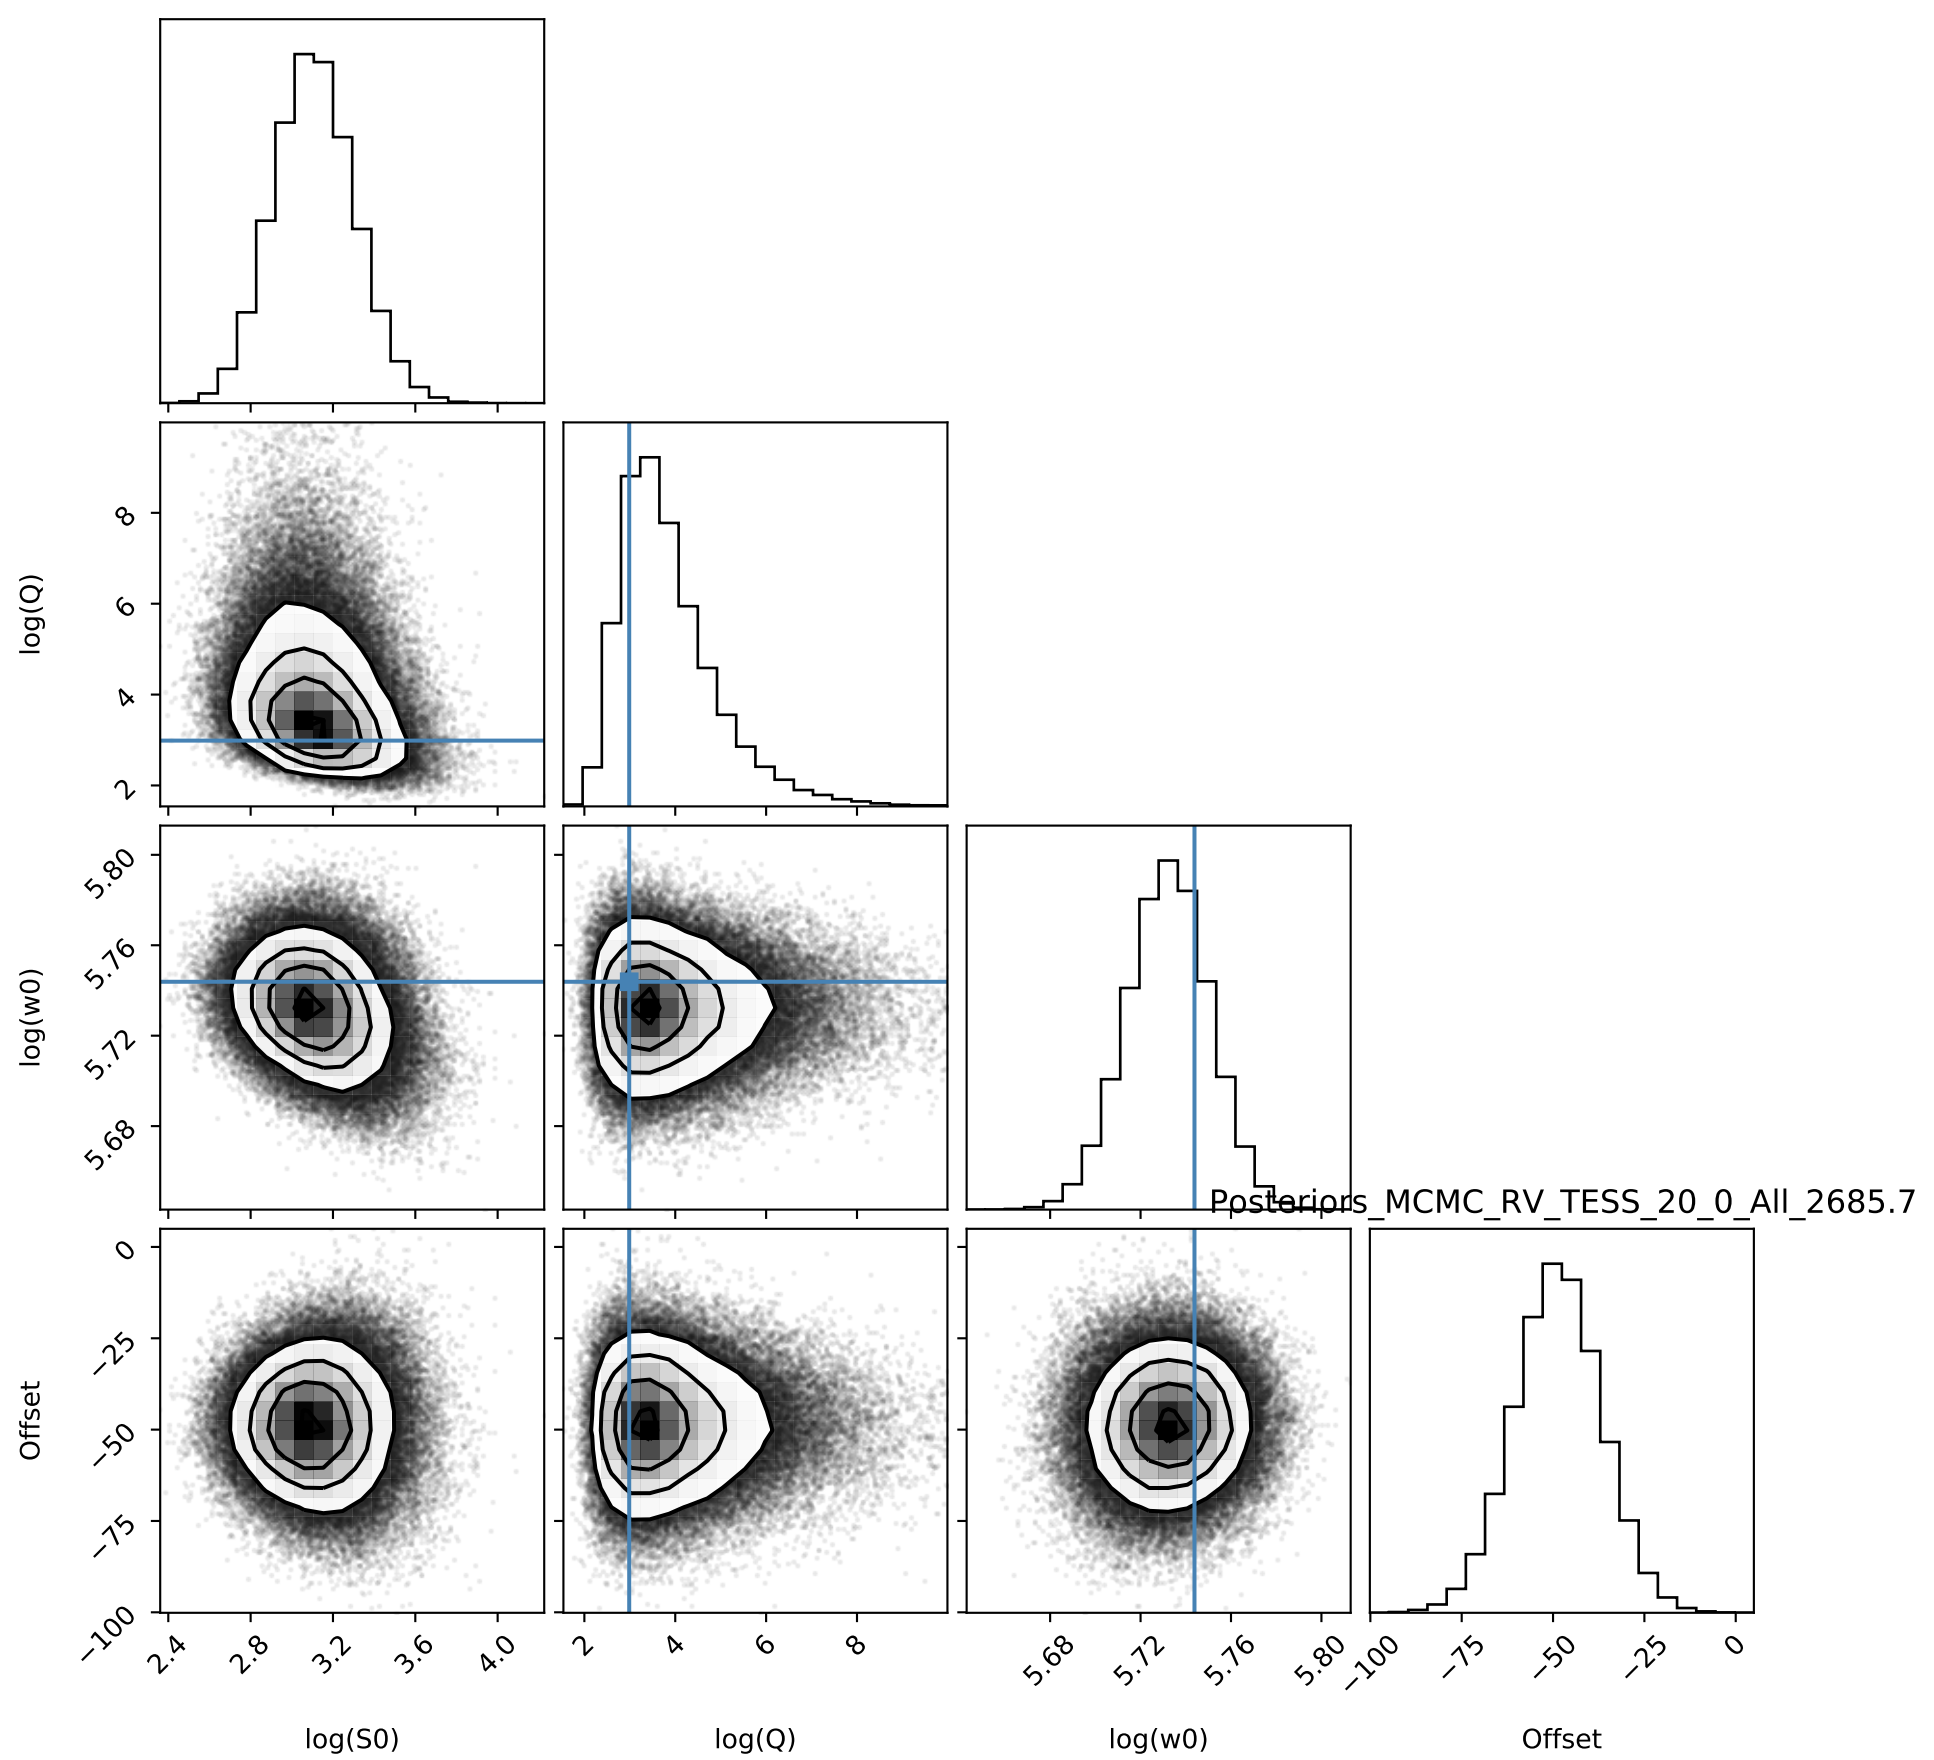 log(Q)
8
6
4
2
log(w0)
5.80
5.76
5.72
5.68
Posteriors_MCMC_RV_TESS_20_0_All_2685.7
Offset
0
−25
−50
−75
−100
2.4 2.8 3.2 3.6 4.0
2 4 6 8
5.68 5.72 5.76 5.80
−100 −75 −50 −25 0
log(S0) log(Q) log(w0) Offset